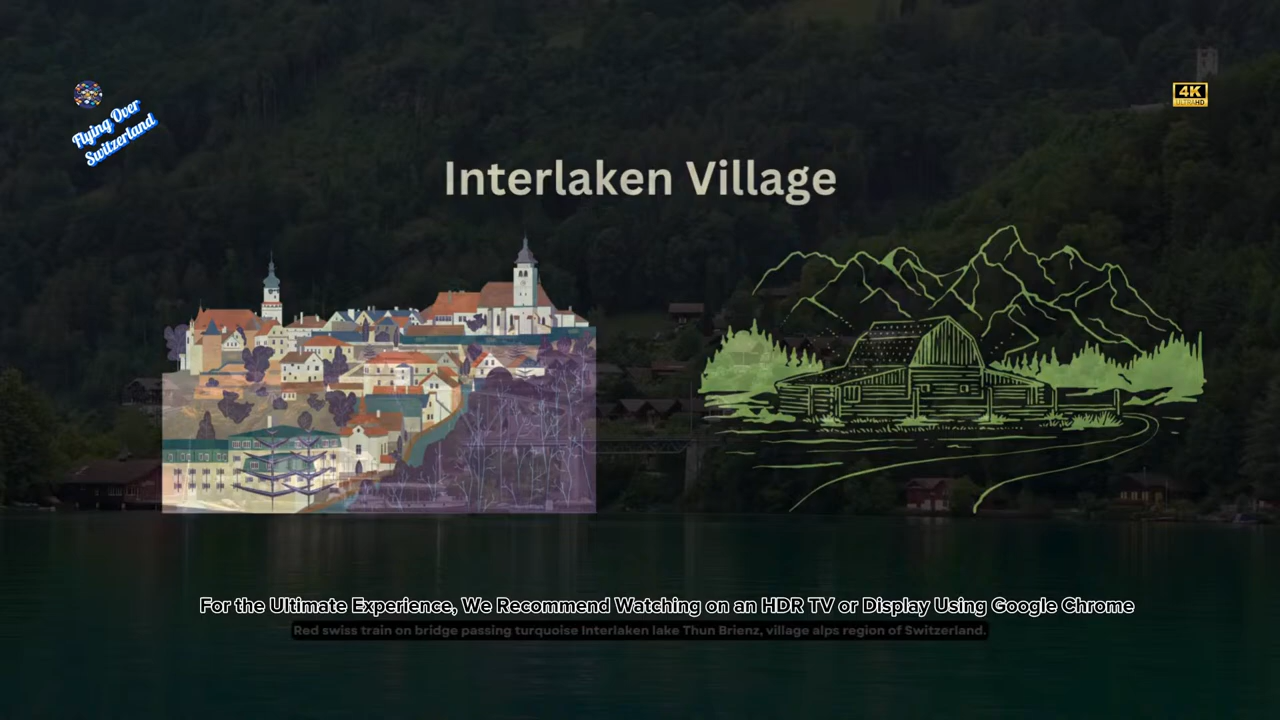 Flying Over
Switzerland
4K
ULTRA HD
Interlaken Village
For the Ultimate Experience, We Recommend Watching on an HDR TV or Display Using Google Chrome
Red swiss train on bridge passing turquoise Interlaken lake Thun Brienz, village alps region of Switzerland.